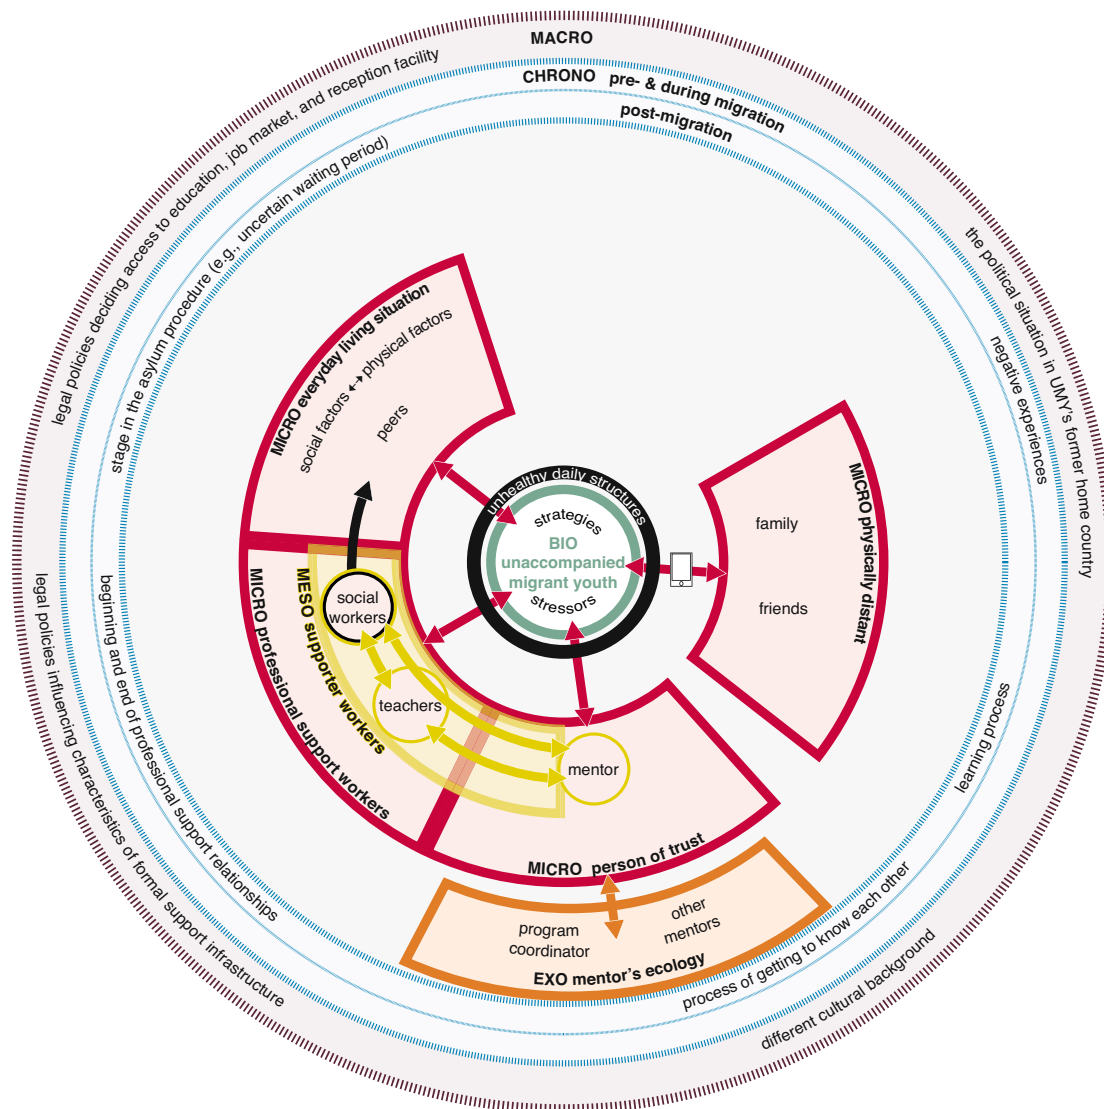 MACRO
CHRONO pre- & during migration
post-migration
legal policies deciding access to education, job market, and reception facility
stage in the asylum procedure (e.g., uncertain waiting period)
the political situation in UMY's former home country
negative experiences
MICRO everyday living situation
social factors ↔ physical factors
peers
unhealthy daily structures
strategies
BIO
unaccompanied
migrant youth
stressors
family
friends
MICRO physically distant
social
workers
teachers
mentor
MESO supporter workers
MICRO professional support workers
MICRO person of trust
program
coordinator
other
mentors
EXO mentor's ecology
learning process
process of getting to know each other
different cultural background
beginning and end of professional support relationships
legal policies influencing characteristics of formal support infrastructure